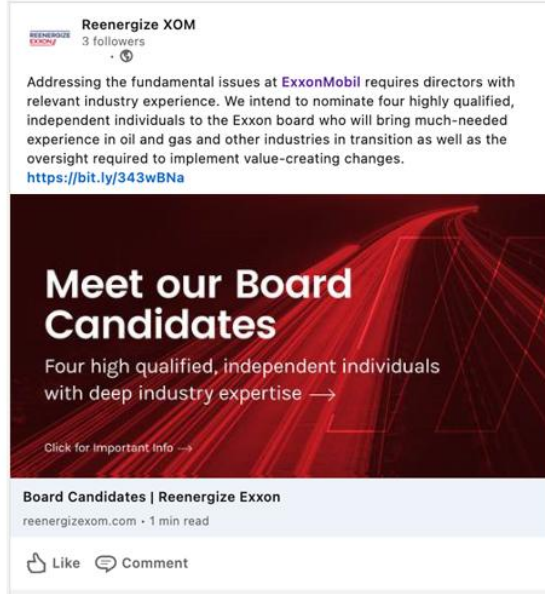 REENERGIZE
EXXON
Reenergize XOM
3 followers
Addressing the fundamental issues at ExxonMobil requires directors with
relevant industry experience. We intend to nominate four highly qualified,
independent individuals to the Exxon board who will bring much-needed
experience in oil and gas and other industries in transition as well as the
oversight required to implement value-creating changes.
https://bit.ly/343wBNa
Meet our Board
Candidates
Four high qualified, independent individuals
with deep industry expertise →
Click for Important Info →
Board Candidates | Reenergize Exxon
reenergizexom.com • 1 min read
Like Comment